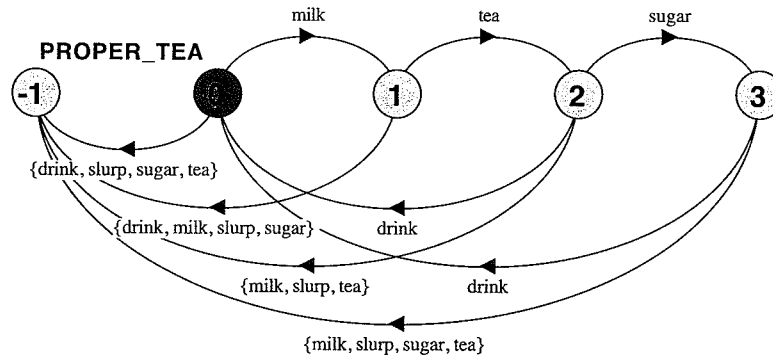 milk
tea
sugar
PROPER_TEA
-1
0
1
2
3
{drink, slurp, sugar, tea}
{drink, milk, slurp, sugar}
drink
{milk, slurp, tea}
drink
{milk, slurp, sugar, tea}